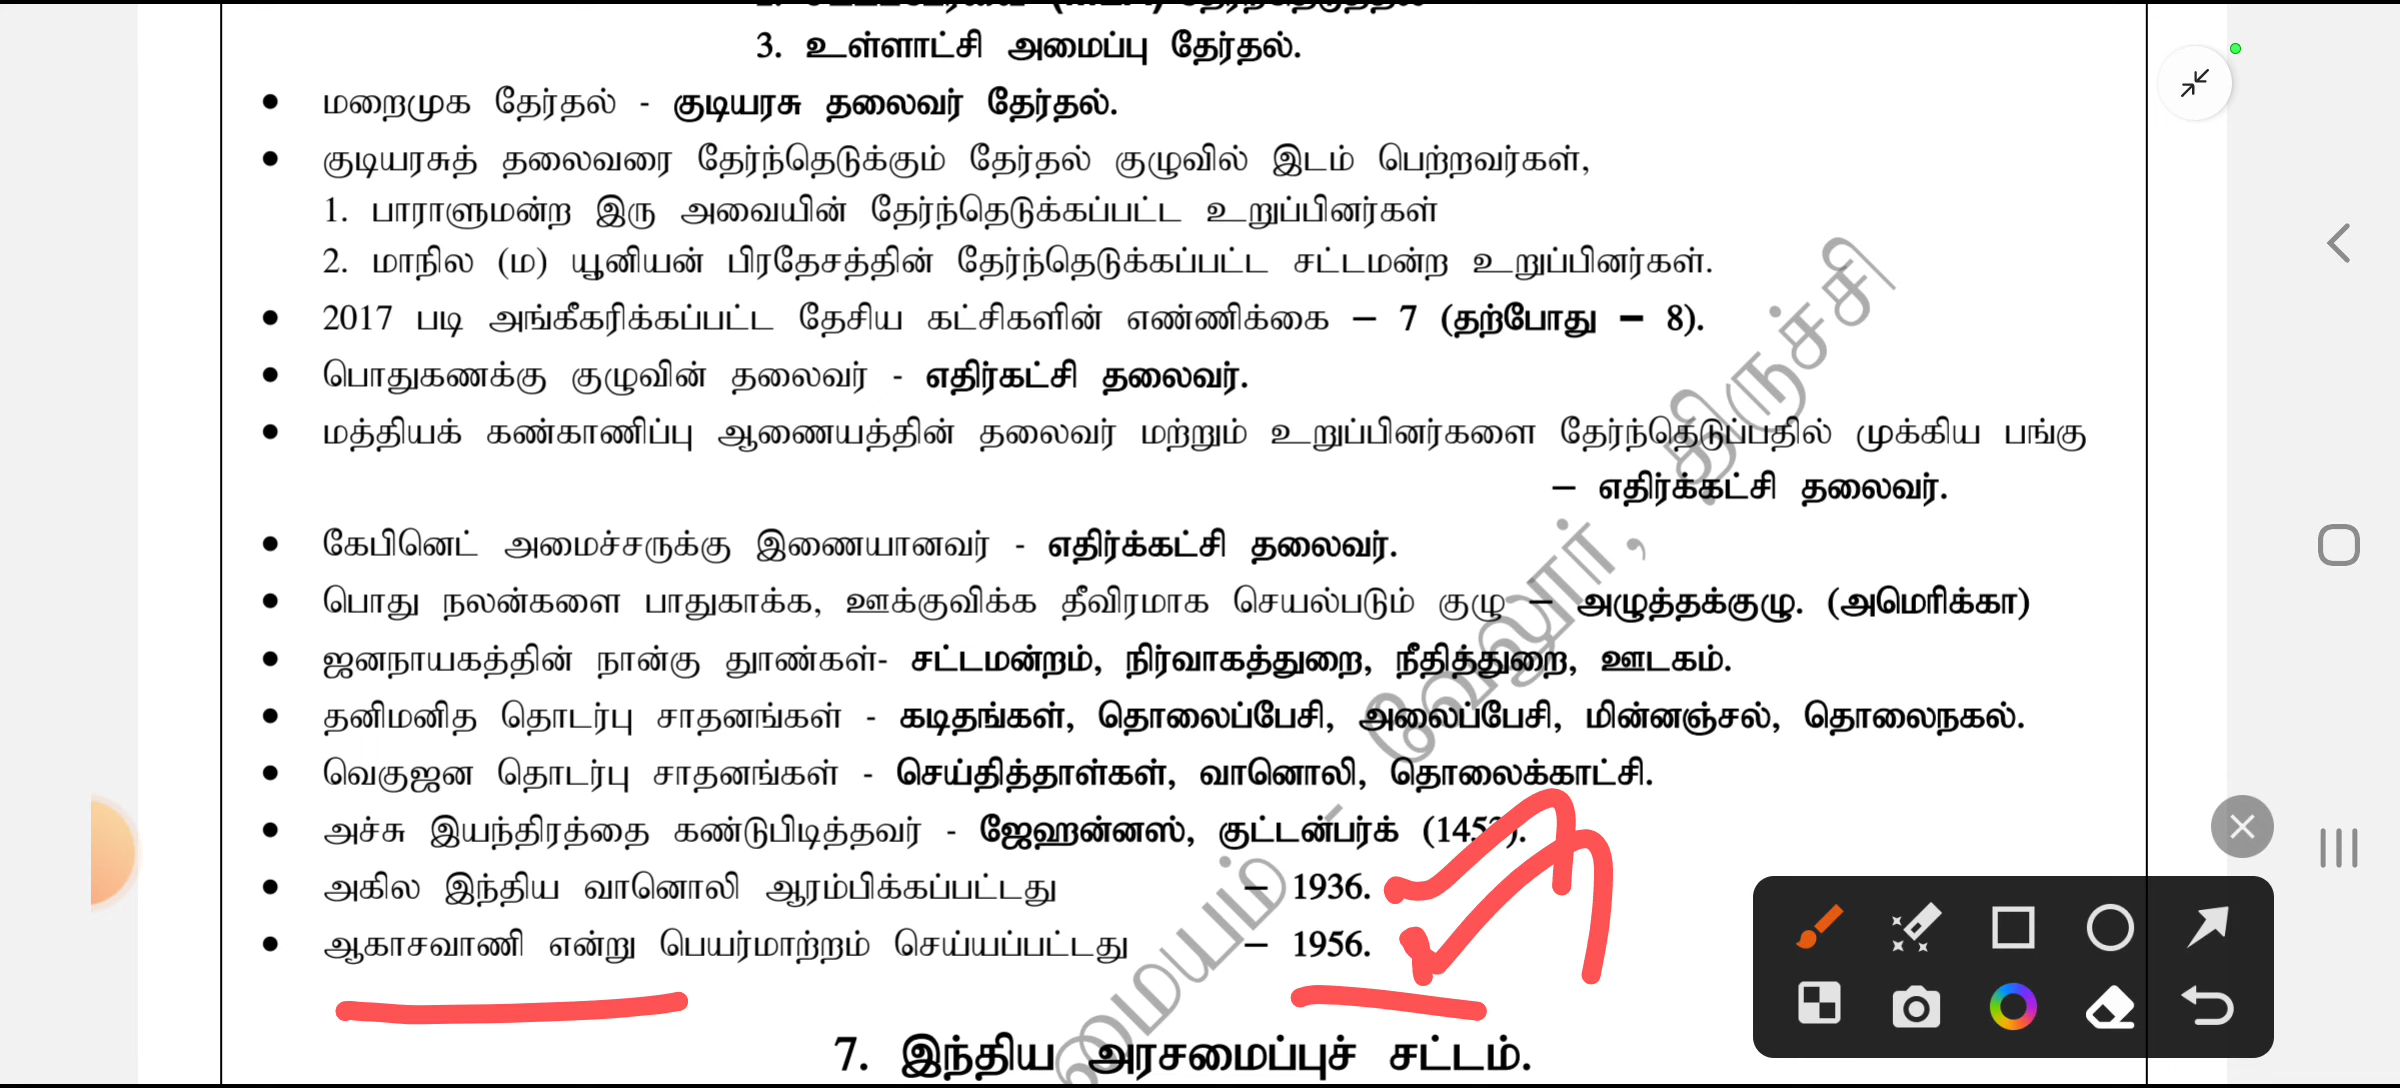 3. உள்ளாட்சி அமைப்பு தேர்தல்.
● மறைமுக தேர்தல் - குடியரசு தலைவர் தேர்தல்.
● குடியரசுத் தலைவரை தேர்ந்தெடுக்கும் தேர்தல் குழுவில் இடம் பெற்றவர்கள்,
1. பாராளுமன்ற இரு அவையின் தேர்ந்தெடுக்கப்பட்ட உறுப்பினர்கள்
2. மாநில (ம) யூனியன் பிரதேசத்தின் தேர்ந்தெடுக்கப்பட்ட சட்டமன்ற உறுப்பினர்கள்.
● 2017 படி அங்கீகரிக்கப்பட்ட தேசிய கட்சிகளின் எண்ணிக்கை – 7 (தற்போது – 8).
● பொதுகணக்கு குழுவின் தலைவர் - எதிர்கட்சி தலைவர்.
● மத்தியக் கண்காணிப்பு ஆணையத்தின் தலைவர் மற்றும் உறுப்பினர்களை தேர்ந்தெடுப்பதில் முக்கிய பங்கு
– எதிர்க்கட்சி தலைவர்.
● கேபினெட் அமைச்சருக்கு இணையானவர் - எதிர்க்கட்சி தலைவர்.
● பொது நலன்களை பாதுகாக்க, ஊக்குவிக்க தீவிரமாக செயல்படும் குழு – அழுத்தக்குழு. (அமெரிக்கா)
● ஜனநாயகத்தின் நான்கு தூண்கள்- சட்டமன்றம், நிர்வாகத்துறை, நீதித்துறை, ஊடகம்.
● தனிமனித தொடர்பு சாதனங்கள் - கடிதங்கள், தொலைப்பேசி, அலைப்பேசி, மின்னஞ்சல், தொலைநகல்.
● வெகுஜன தொடர்பு சாதனங்கள் - செய்தித்தாள்கள், வானொலி, தொலைக்காட்சி.
● அச்சு இயந்திரத்தை கண்டுபிடித்தவர் - ஜேஹன்னஸ், குட்டன்பர்க்
● அகில இந்திய வானொலி ஆரம்பிக்கப்பட்டது – 1936.
● ஆகாசவாணி என்று பெயர்மாற்றம் செய்யப்பட்டது – 1956.
7. இந்திய அரசமைப்புச் சட்டம்.
வேலூர், திருச்சி